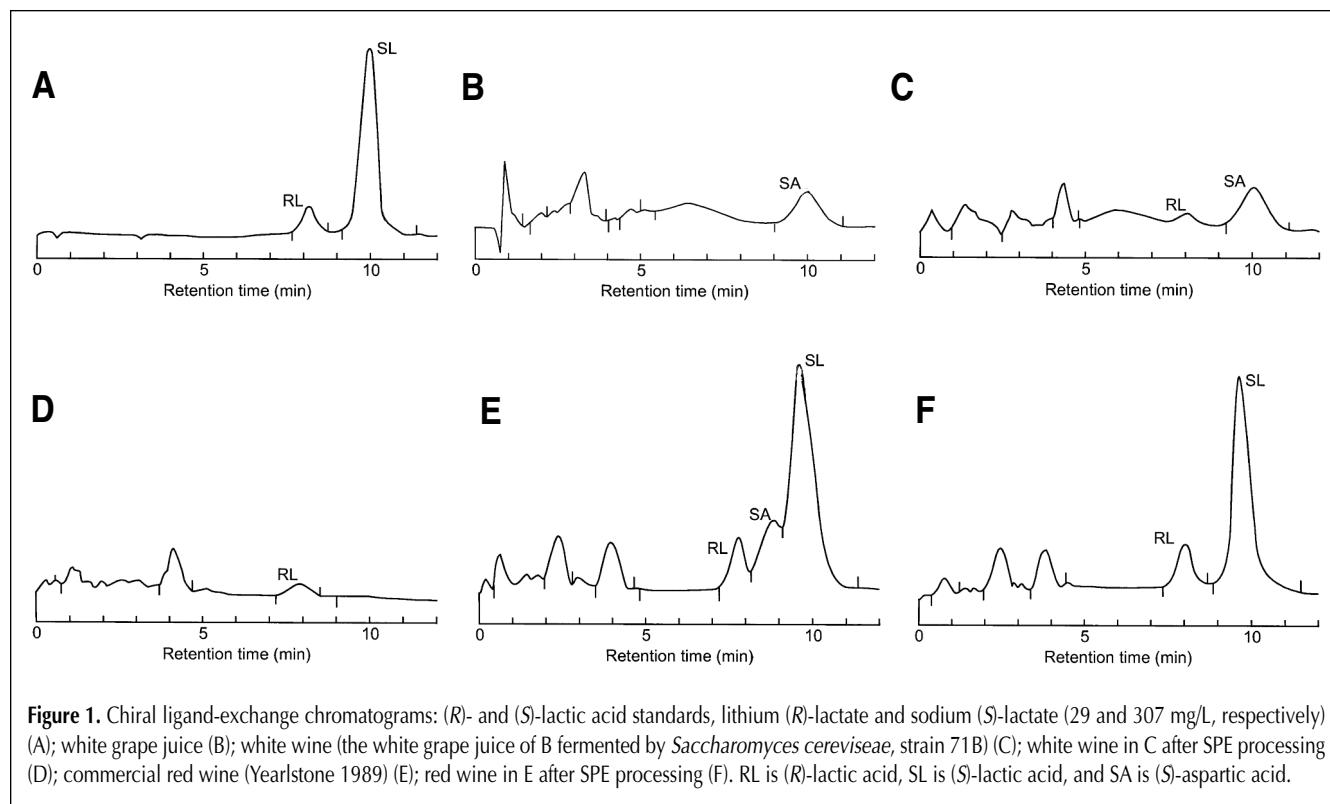 A
SL
RL
0 5 10
Retention time (min)
B
SA
0 5 10
Retention time (min)
C
RL
SA
0 5 10
Retention time (min)
D
RL
0 5 10
Retention time (min)
E
SL
SA
RL
0 5 10
Retention time (min)
F
SL
RL
0 5 10
Retention time (min)
Figure 1. Chiral ligand-exchange chromatograms: (R)- and (S)-lactic acid standards, lithium (R)-lactate and sodium (S)-lactate (29 and 307 mg/L, respectively)
(A); white grape juice (B); white wine (the white grape juice of B fermented by Saccharomyces cereviseae, strain 71B) (C); white wine in C after SPE processing
(D); commercial red wine (Yearlstone 1989) (E); red wine in E after SPE processing (F). RL is (R)-lactic acid, SL is (S)-lactic acid, and SA is (S)-aspartic acid.